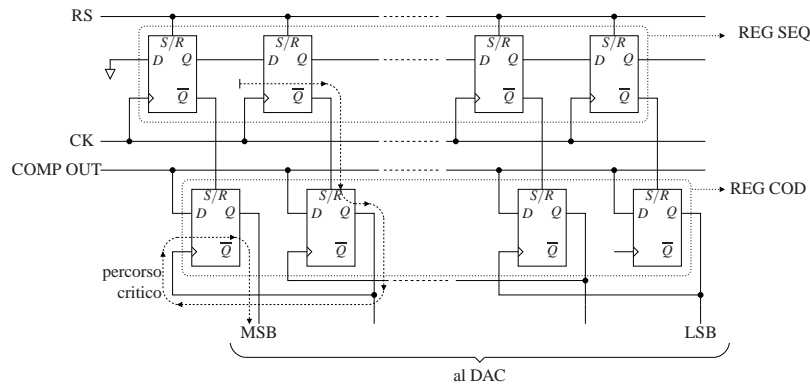 RS
REG SEQ
S/R S/R S/R S/R
D Q D Q D Q D Q
Q Q Q Q
CK
COMP OUT
S/R S/R S/R S/R
REG COD
D Q D Q D Q D Q
Q Q Q Q
percorso
critico
MSB LSB
al DAC